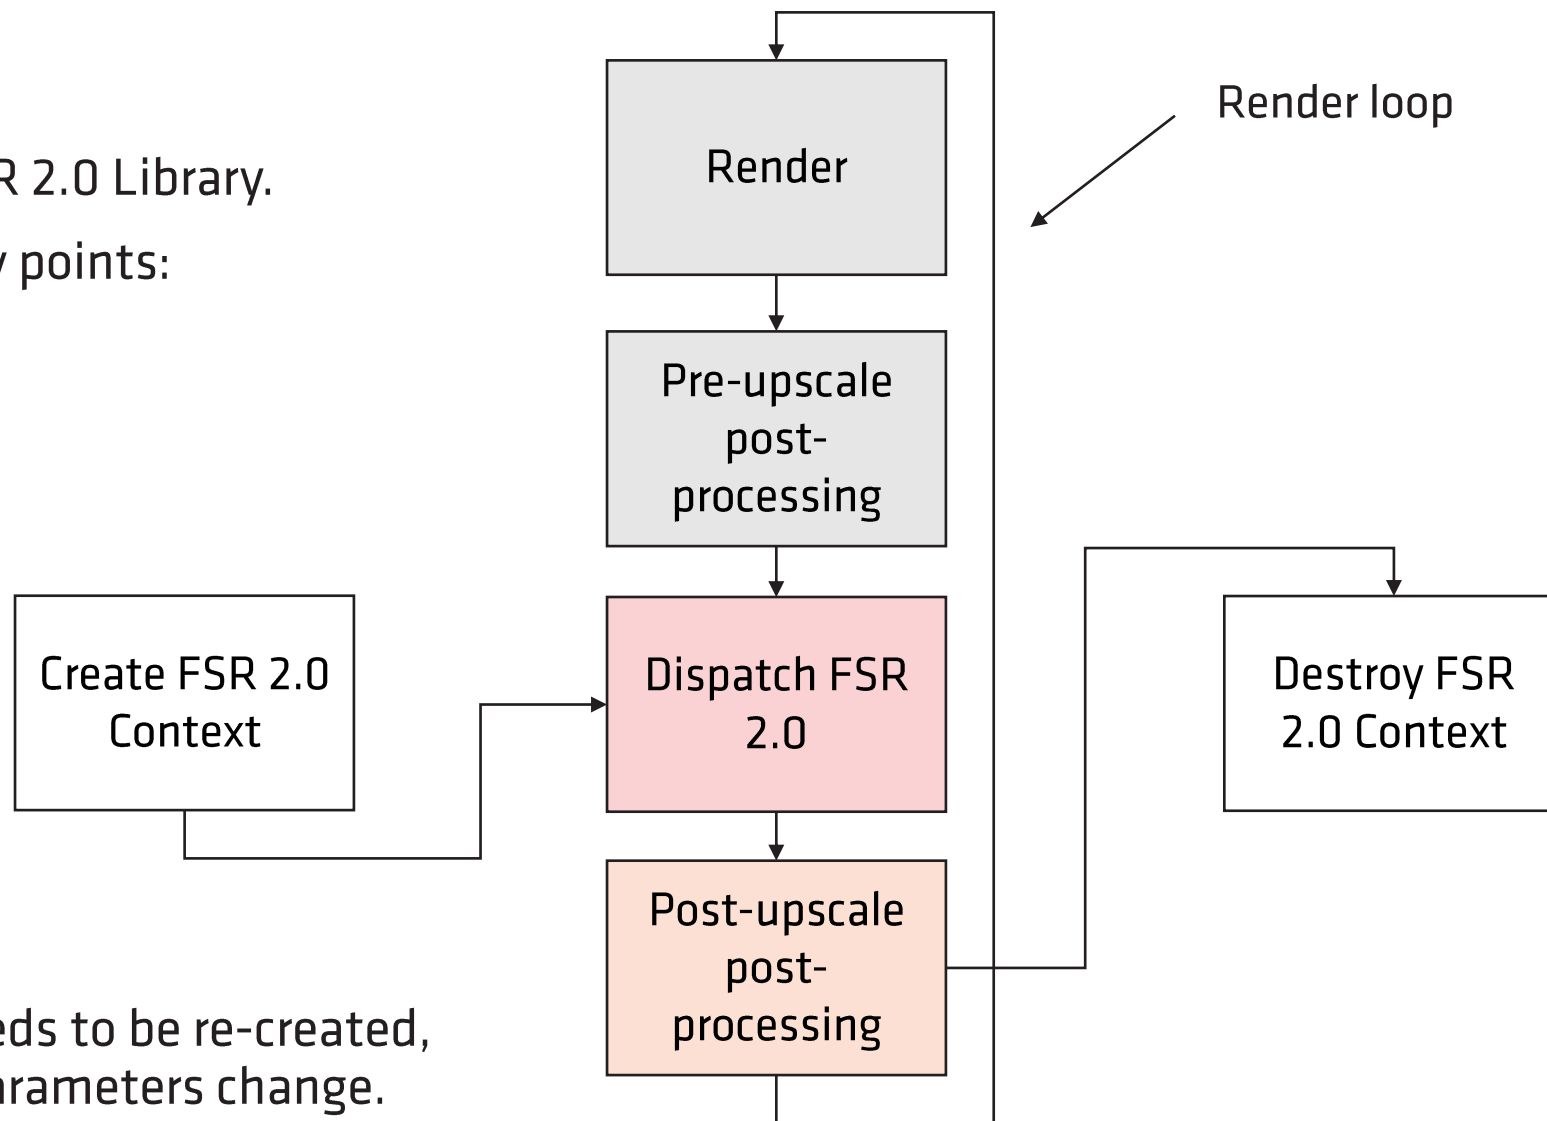 R 2.0 Library.
points:
eds to be re-created,
arameters change.
Create FSR 2.0
Context
Render
Pre-upscale
post-
processing
Dispatch FSR
2.0
Post-upscale
post-
processing
Render loop
Destroy FSR
2.0 Context